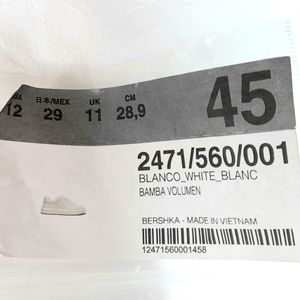 日本/MEX UK CM
12 29 11 28,9 45
2471/560/001
BLANCO_WHITE_BLANC
BAMBA VOLUMEN
BERSHKA - MADE IN VIETNAM
12471560001458